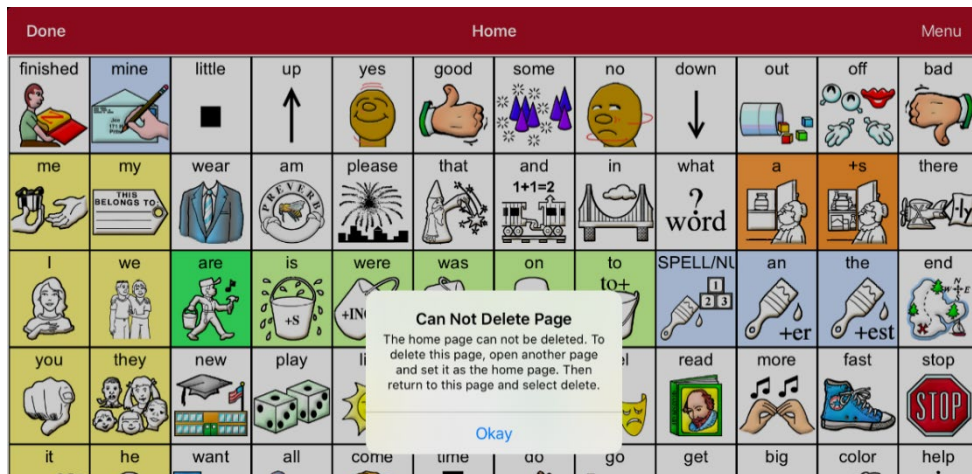 Done Home Menu
finished mine little up yes good some no down out off bad
me my wear am please that and in what a +s there
THIS
BELONGS TO:
PREVERB
1+1=2
?
word
-ly
I we are is were was on to SPELL/NU an the end
to+
+S
+IN
1
2 3
+er
+est
N
W E
S
Can Not Delete Page
The home page can not be deleted. To
delete this page, open another page
and set it as the home page. Then
return to this page and select delete.
Okay
you they new play li el read more fast stop
STOP
it he want all come time do go get big color help